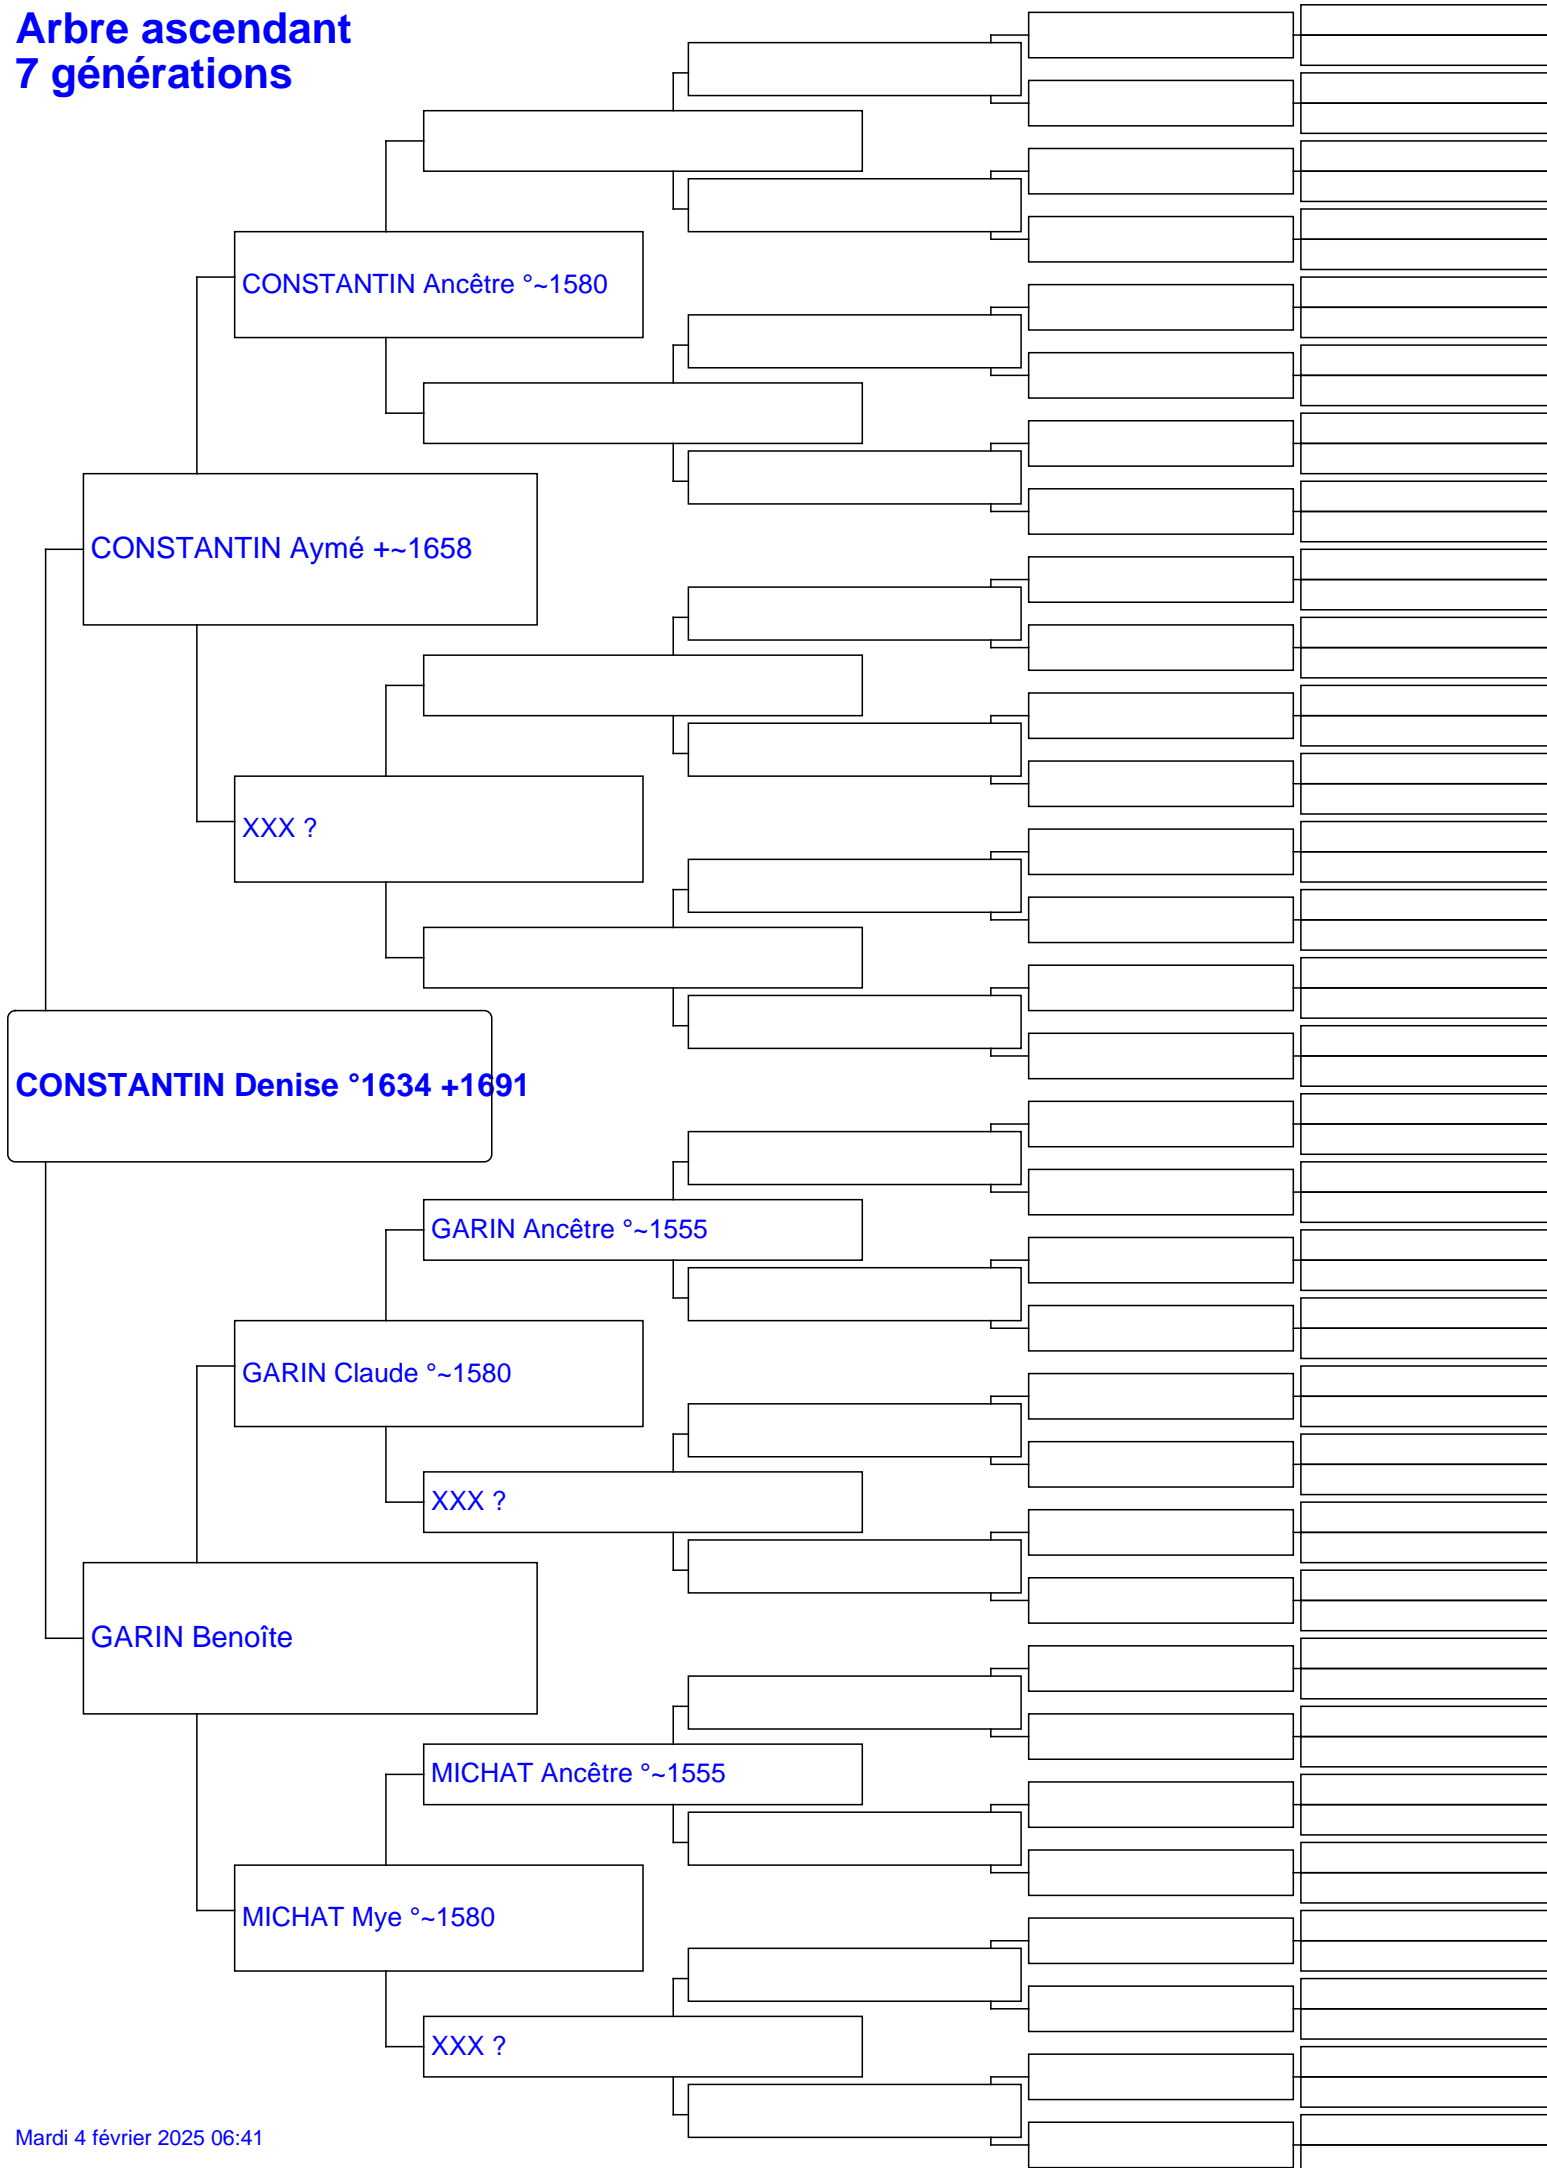 Arbre ascendant
7 générations
CONSTANTIN Ancêtre °~1580
CONSTANTIN Aymé +~1658
XXX ?
CONSTANTIN Denise °1634 +1691
GARIN Ancêtre °~1555
GARIN Claude °~1580
XXX ?
GARIN Benoîte
MICHAT Ancêtre °~1555
MICHAT Mye °~1580
XXX ?
Mardi 4 février 2025 06:41